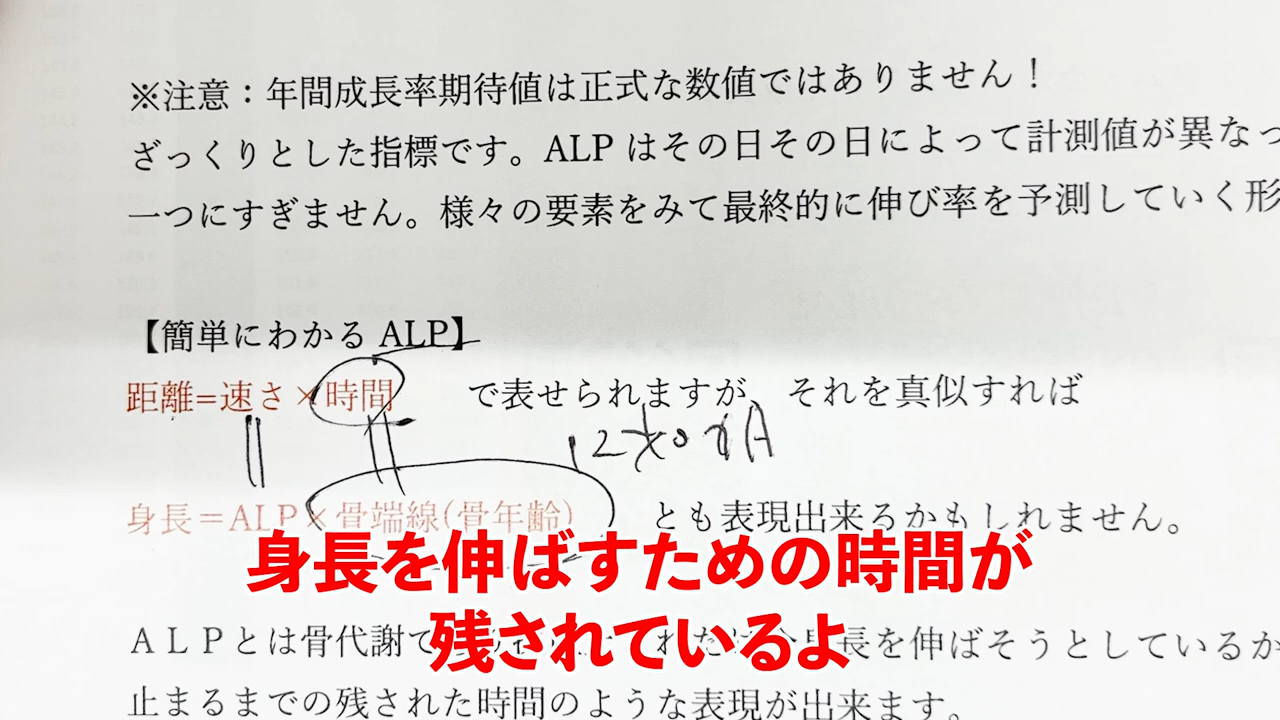 ※注意：年間成長率期待値は正式な数値ではありません！
ざっくりとした指標です。ALP はその日その日によって計測値が異なっ
一つにすぎません。様々の要素をみて最終的に伸び率を予測していく形
【簡単にわかる ALP】
距離=速さ×時間 で表せられますが、それを真似すれば
身長＝ALP×骨端線(骨年齢) とも表現出来るかもしれません。
身長を伸ばすための時間が
残されているよ
ＡＬＰとは骨代謝で 長を伸ばそうとしているか
止まるまでの残された時間のような表現が出来ます。